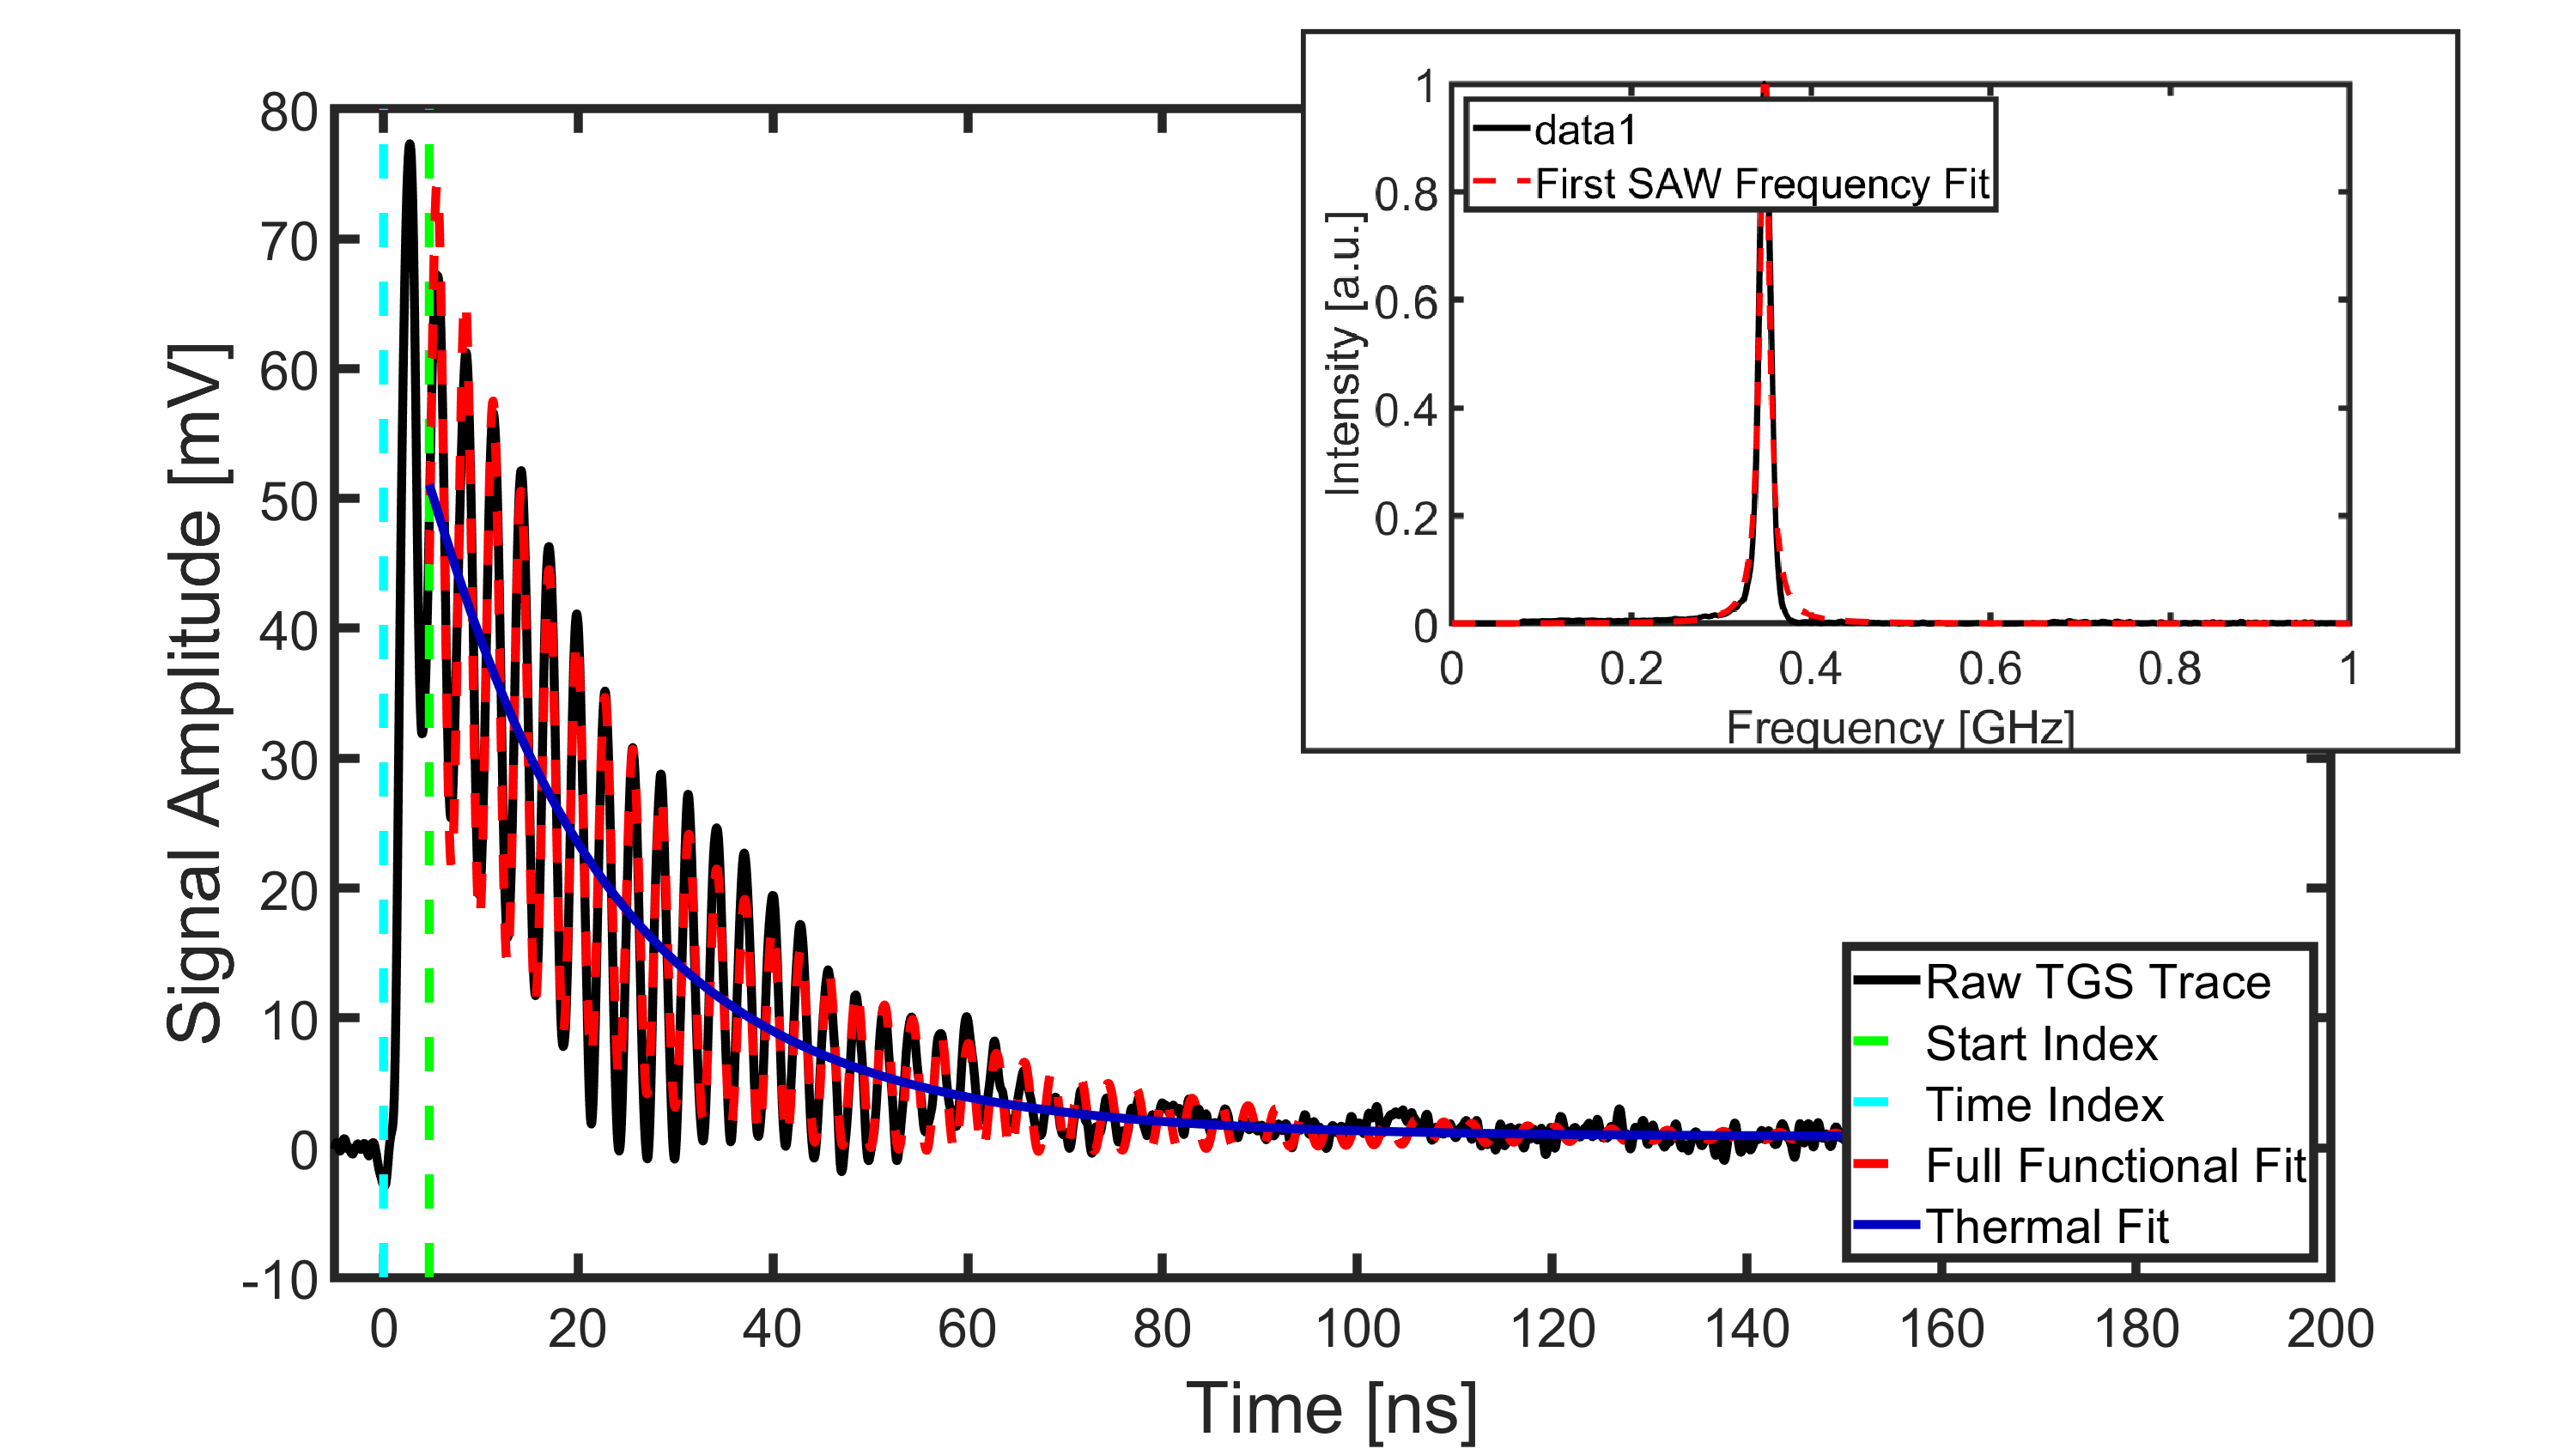 80
70
60
50
40
30
20
10
0
-10
Signal Amplitude [mV]
0 20 40 60 80 100 120 140 160 180 200
Time [ns]
1
0.8
0.6
0.4
0.2
0
Intensity [a.u.]
data1
First SAW Frequency Fit
0 0.2 0.4 0.6 0.8 1
Frequency [GHz]
Raw TGS Trace
Start Index
Time Index
Full Functional Fit
Thermal Fit